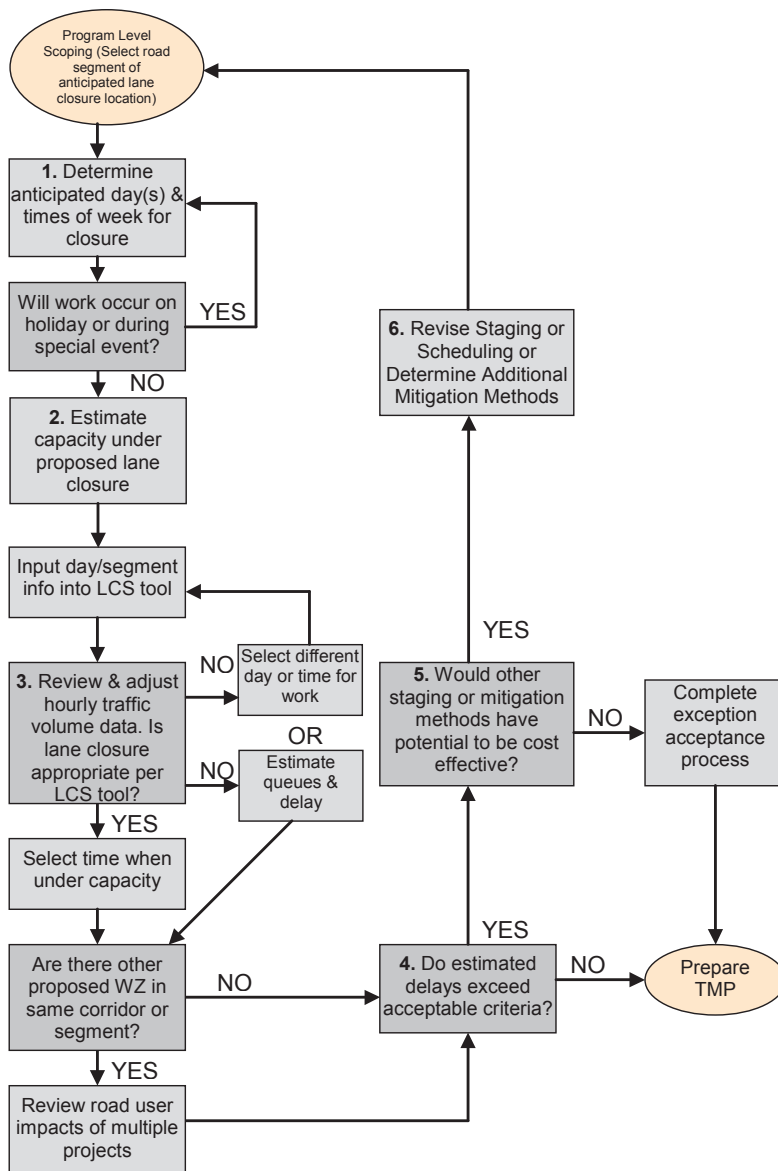 Program Level
Scoping (Select road
segment of
anticipated lane
closure location)
1. Determine
anticipated day(s) &
times of week for
closure
Will work occur on
holiday or during
special event?
YES
NO
2. Estimate
capacity under
proposed lane
closure
Input day/segment
info into LCS tool
3. Review & adjust
hourly traffic
volume data. Is
lane closure
appropriate per
LCS tool?
NO
Select different
day or time for
work
OR
NO
Estimate
queues &
delay
YES
Select time when
under capacity
Are there other
proposed WZ in
same corridor or
segment?
NO
YES
Review road user
impacts of multiple
projects
4. Do estimated
delays exceed
acceptable criteria?
NO
Prepare
TMP
YES
5. Would other
staging or mitigation
methods have
potential to be cost
effective?
NO
Complete
exception
acceptance
process
YES
6. Revise Staging or
Scheduling or
Determine Additional
Mitigation Methods